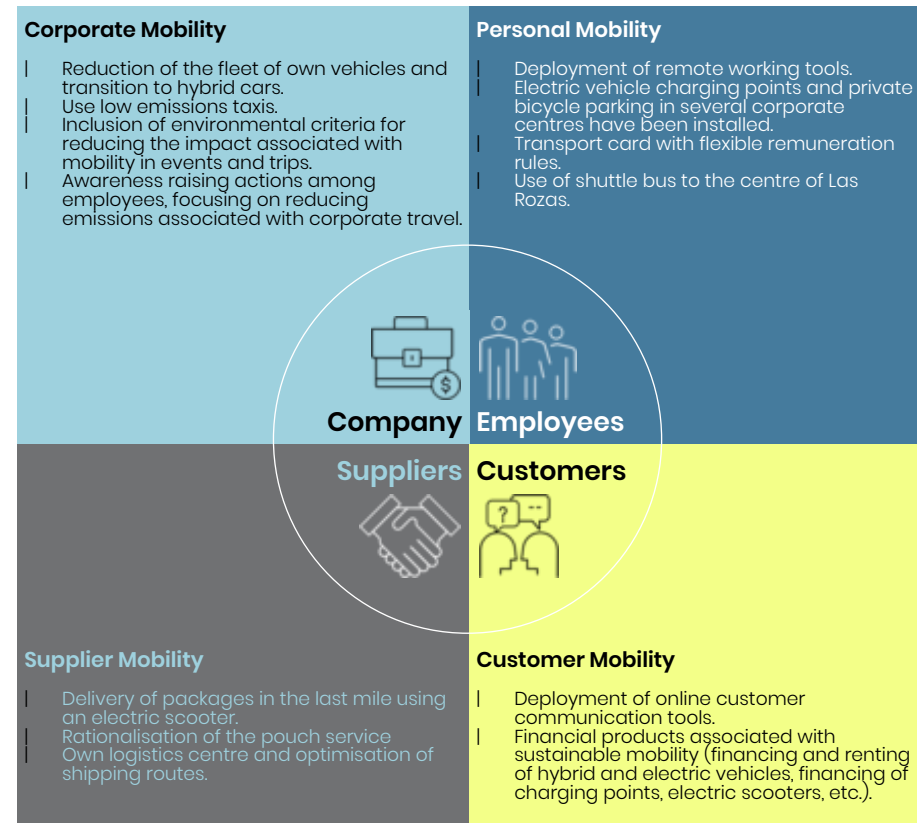 Corporate Mobility
| Reduction of the fleet of own vehicles and
transition to hybrid cars.
| Use low emissions taxis.
| Inclusion of environmental criteria for
reducing the impact associated with
mobility in events and trips.
| Awareness raising actions among
employees, focusing on reducing
emissions associated with corporate travel.
Personal Mobility
| Deployment of remote working tools.
| Electric vehicle charging points and private
bicycle parking in several corporate
centres have been installed.
| Transport card with flexible remuneration
rules.
| Use of shuttle bus to the centre of Las
Rozas.
$
Company
Employees
Suppliers
Customers
? --
Supplier Mobility
| Delivery of packages in the last mile using
an electric scooter.
| Rationalisation of the pouch service
| Own logistics centre and optimisation of
shipping routes.
Customer Mobility
| Deployment of online customer
communication tools.
| Financial products associated with
sustainable mobility (financing and renting
of hybrid and electric vehicles, financing of
charging points, electric scooters, etc.).